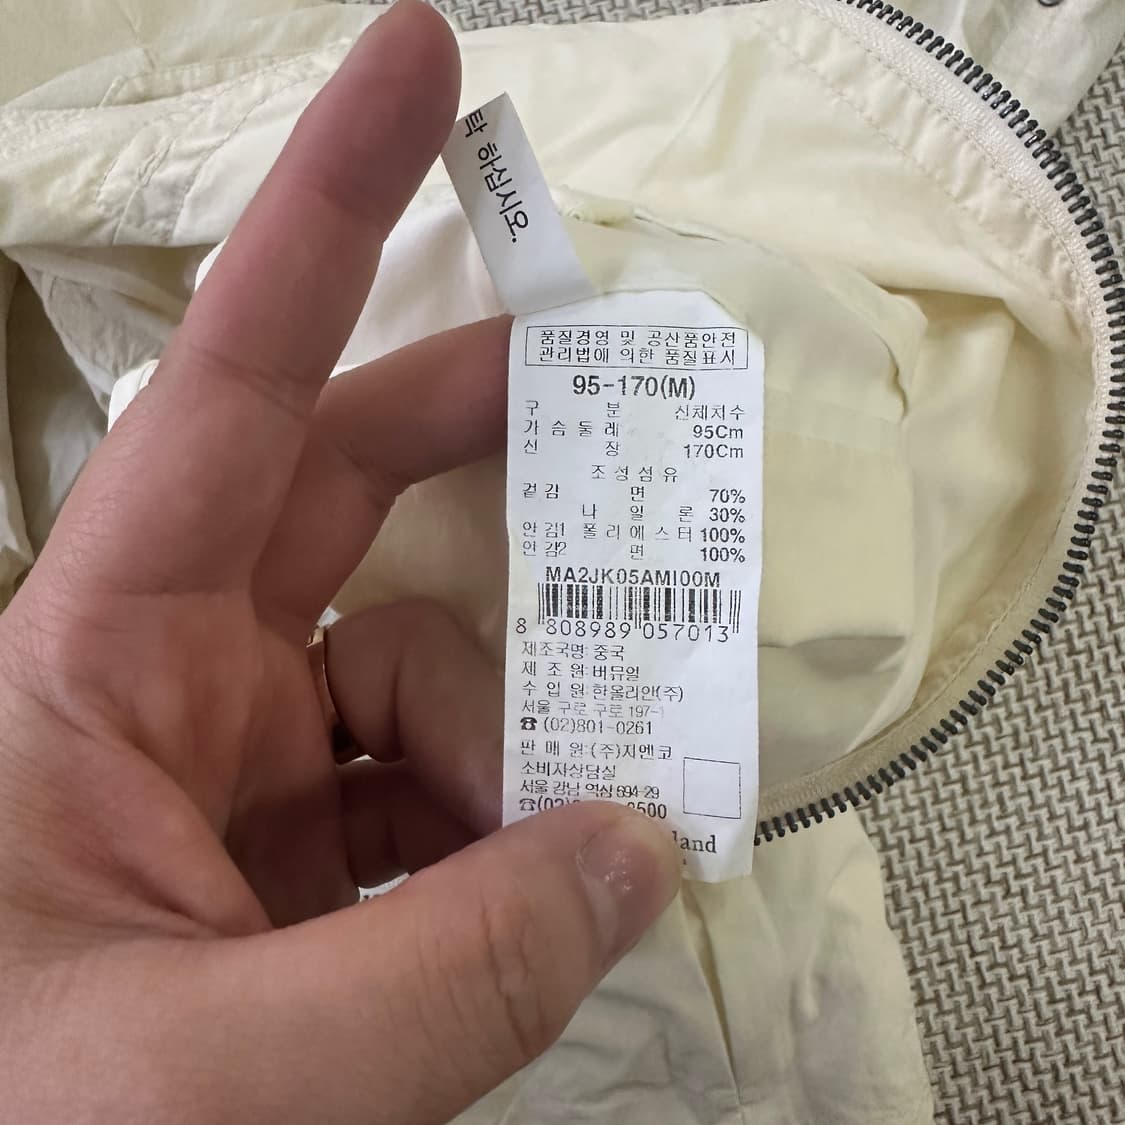 하십시오.
품질경영 및 공산품안전
관리법에 의한 품질표시
95-170(M)
구 분 신체치수
가슴둘레 95Cm
신 장 170Cm
조성섬유
겉감 면 70%
나일론 30%
안감1 폴리에스터 100%
안감2 면 100%
MA2JK05AMI00M
8 808989 057013
제조국명:중국
제 조 원:버뮤얼
수 입 원:한올리안(주)
서울 구로 구로 197-1
☎(02)801-0261
판 매 원:(주)지엔코
소비자상담실
서울 강남 역삼 694-29
☎(02)